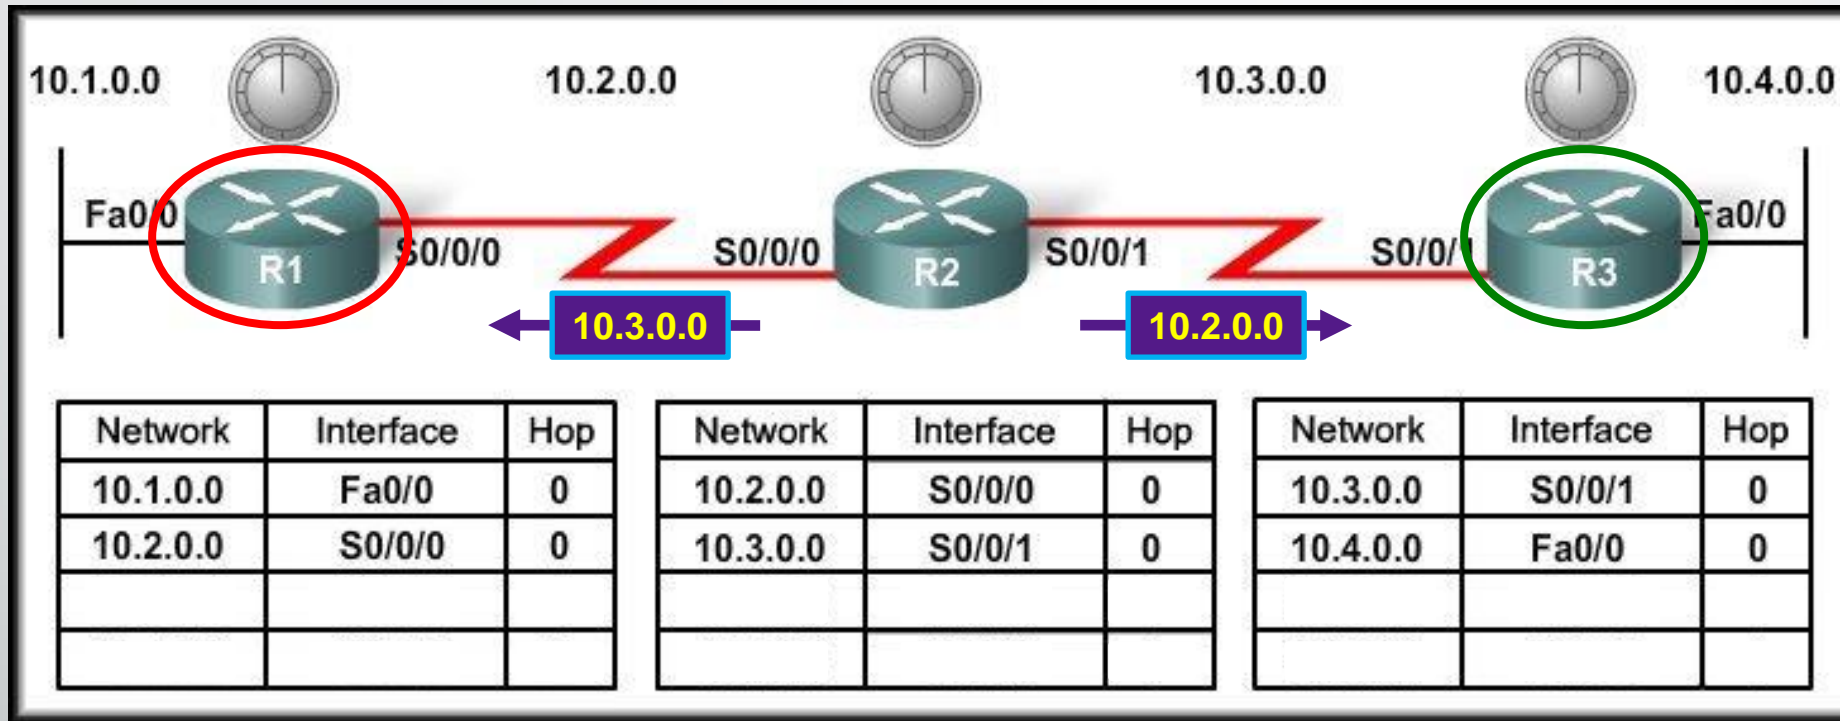 10.1.0.0 10.2.0.0 10.3.0.0 10.4.0.0
Fa0/0 S0/0/0 S0/0/0 S0/0/1 S0/0/1 Fa0/0
R1 R2 R3
10.3.0.0 10.2.0.0
Network Interface Hop Network Interface Hop Network Interface Hop
10.1.0.0 Fa0/0 0 10.2.0.0 S0/0/0 0 10.3.0.0 S0/0/1 0
10.2.0.0 S0/0/0 0 10.3.0.0 S0/0/1 0 10.4.0.0 Fa0/0 0